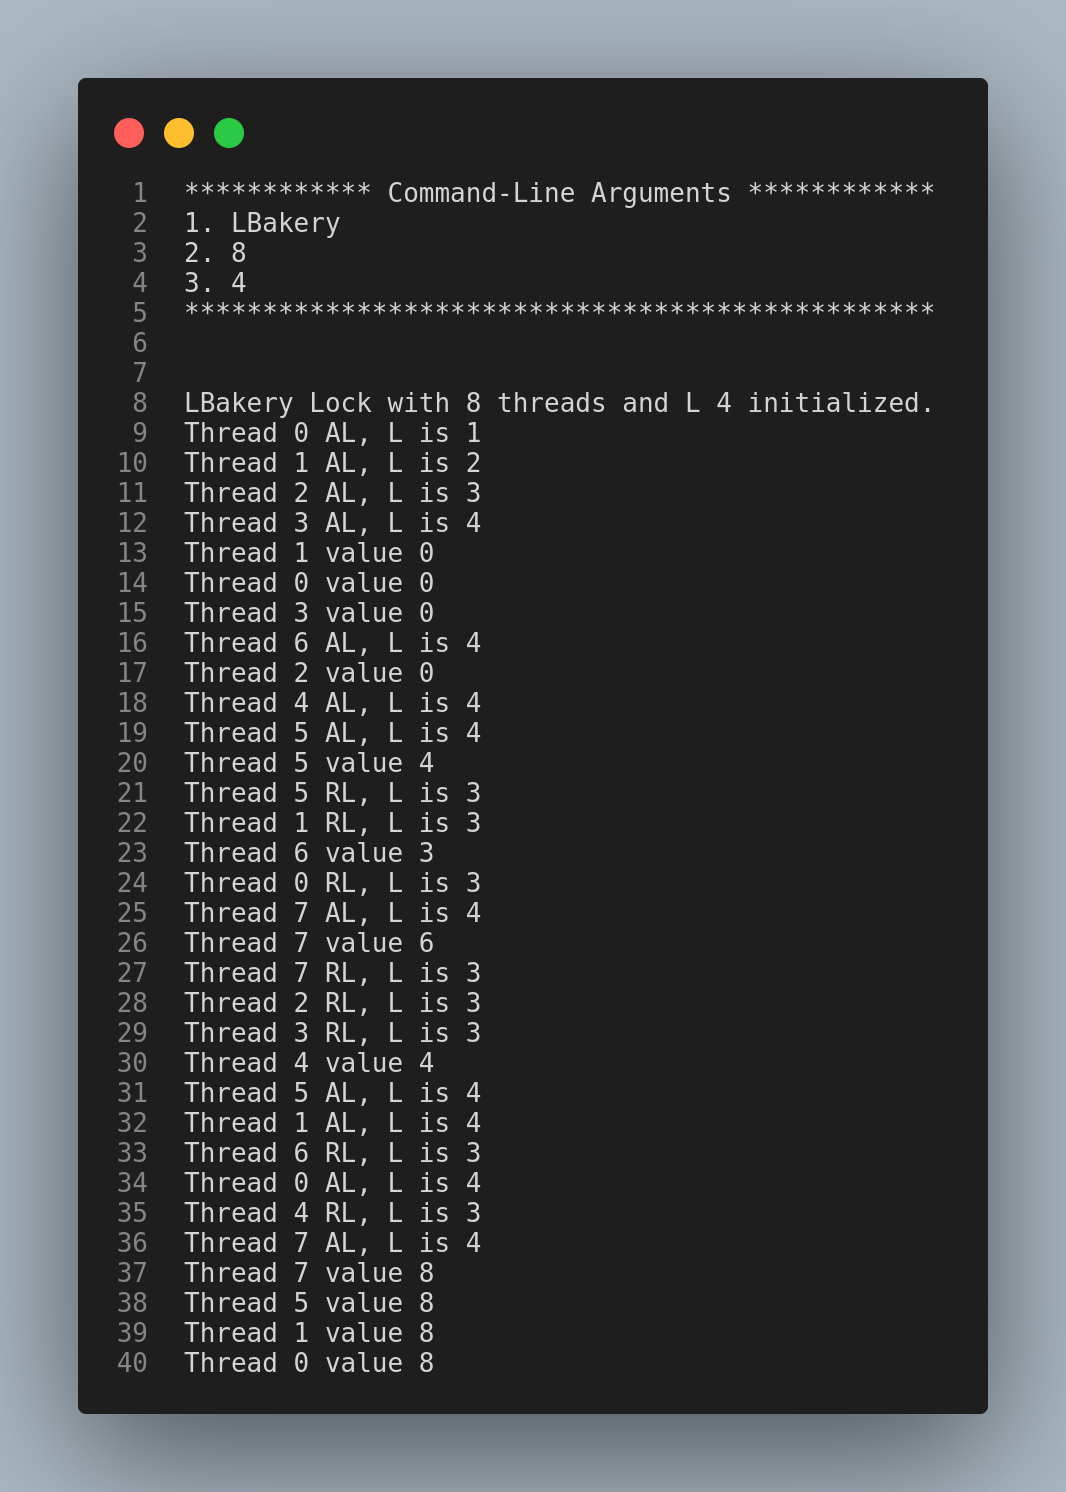 1 ************ Command-Line Arguments ************
2 1. LBakery
3 2. 8
4 3. 4
5 ************************************************
6
7
8 LBakery Lock with 8 threads and L 4 initialized.
9 Thread 0 AL, L is 1
10 Thread 1 AL, L is 2
11 Thread 2 AL, L is 3
12 Thread 3 AL, L is 4
13 Thread 1 value 0
14 Thread 0 value 0
15 Thread 3 value 0
16 Thread 6 AL, L is 4
17 Thread 2 value 0
18 Thread 4 AL, L is 4
19 Thread 5 AL, L is 4
20 Thread 5 value 4
21 Thread 5 RL, L is 3
22 Thread 1 RL, L is 3
23 Thread 6 value 3
24 Thread 0 RL, L is 3
25 Thread 7 AL, L is 4
26 Thread 7 value 6
27 Thread 7 RL, L is 3
28 Thread 2 RL, L is 3
29 Thread 3 RL, L is 3
30 Thread 4 value 4
31 Thread 5 AL, L is 4
32 Thread 1 AL, L is 4
33 Thread 6 RL, L is 3
34 Thread 0 AL, L is 4
35 Thread 4 RL, L is 3
36 Thread 7 AL, L is 4
37 Thread 7 value 8
38 Thread 5 value 8
39 Thread 1 value 8
40 Thread 0 value 8